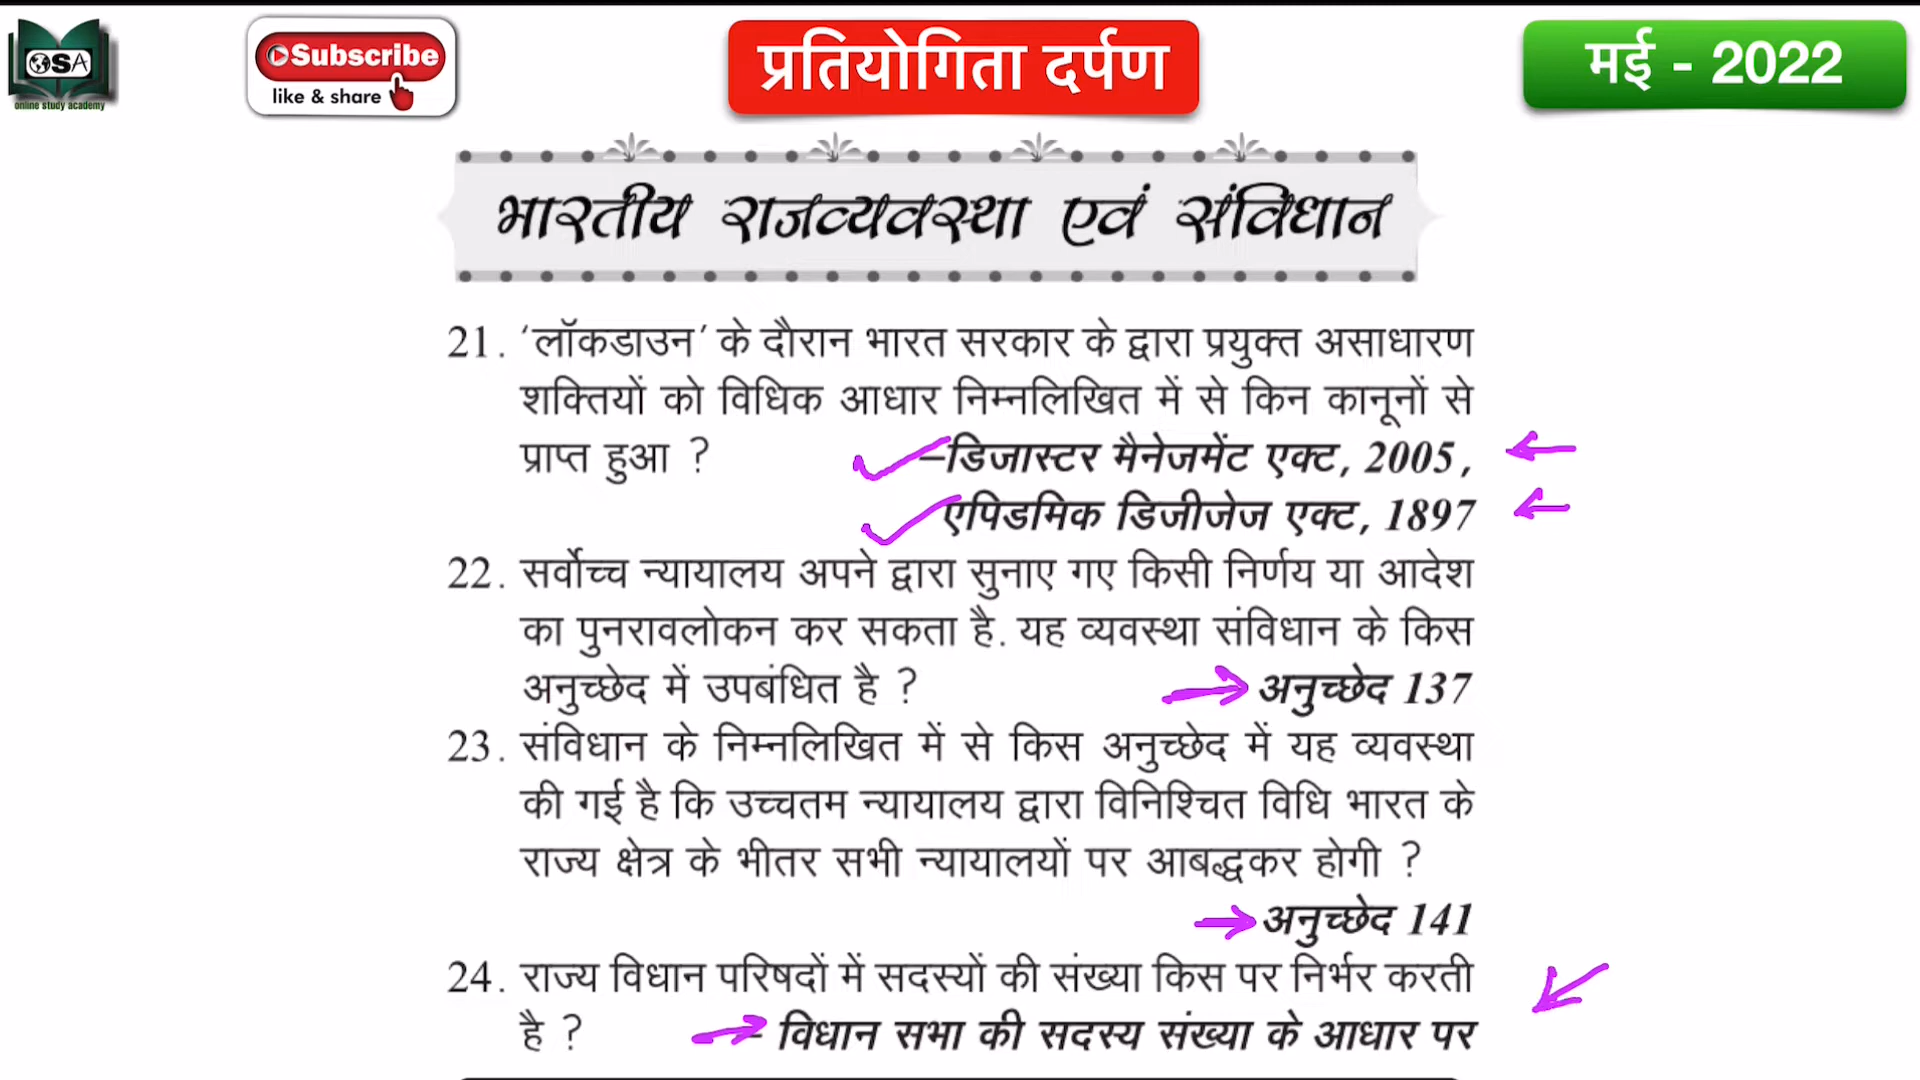 OSA
online study academy
Subscribe
like & share
प्रतियोगिता दर्पण
मई - 2022
भारतीय राजव्यवस्था एवं संविधान
21. ‘लॉकडाउन’ के दौरान भारत सरकार के द्वारा प्रयुक्त असाधारण
शक्तियों को विधिक आधार निम्नलिखित में से किन कानूनों से
प्राप्त हुआ ? –डिजास्टर मैनेजमेंट एक्ट, 2005,
एपिडमिक डिजीजेज एक्ट, 1897
22. सर्वोच्च न्यायालय अपने द्वारा सुनाए गए किसी निर्णय या आदेश
का पुनरावलोकन कर सकता है. यह व्यवस्था संविधान के किस
अनुच्छेद में उपबंधित है ? अनुच्छेद 137
23. संविधान के निम्नलिखित में से किस अनुच्छेद में यह व्यवस्था
की गई है कि उच्चतम न्यायालय द्वारा विनिश्चित विधि भारत के
राज्य क्षेत्र के भीतर सभी न्यायालयों पर आबद्धकर होगी ?
अनुच्छेद 141
24. राज्य विधान परिषदों में सदस्यों की संख्या किस पर निर्भर करती
है ? – विधान सभा की सदस्य संख्या के आधार पर